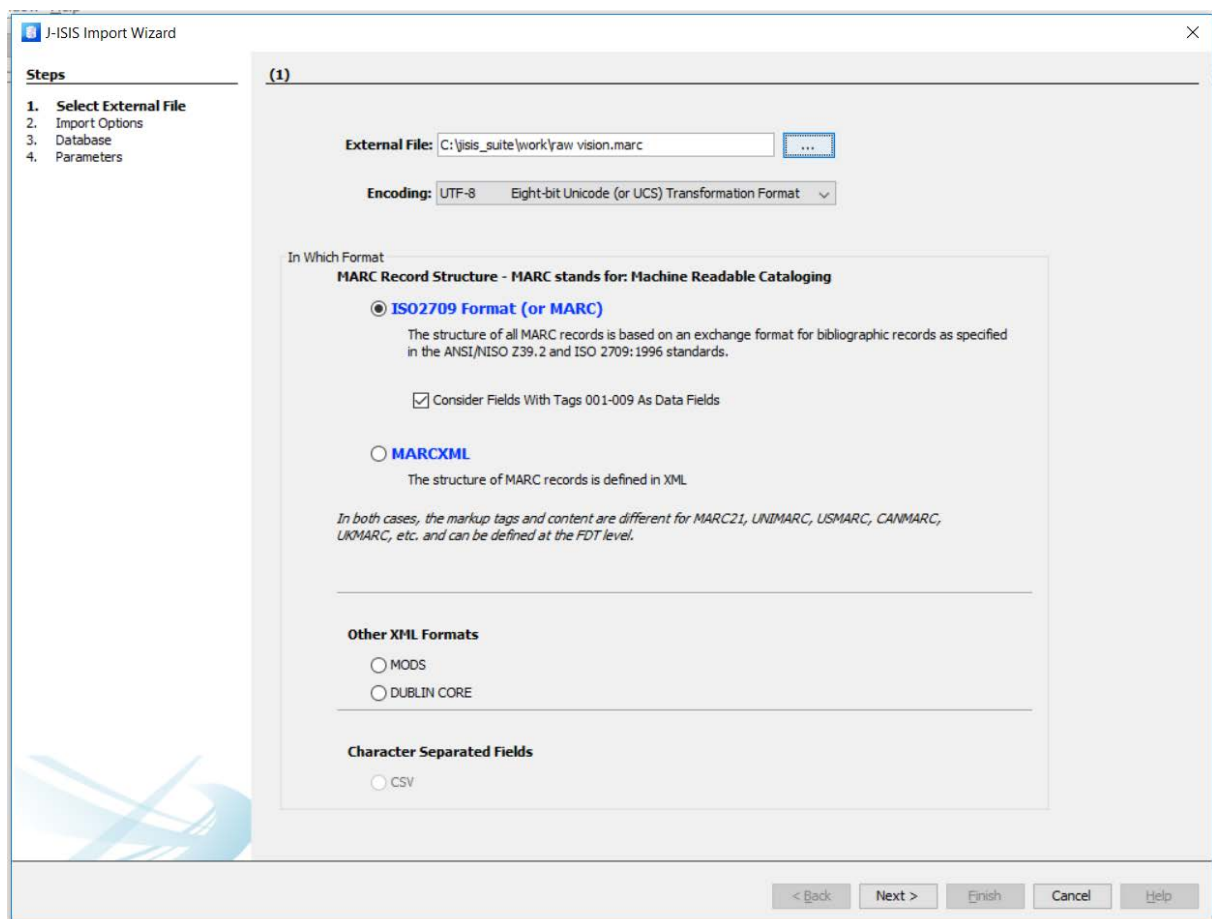 J-ISIS Import Wizard
Steps
1. Select External File
2. Import Options
3. Database
4. Parameters
(1)
External File: C:\jisis_suite\work\raw vision.marc ...
Encoding: UTF-8 Eight-bit Unicode (or UCS) Transformation Format
In Which Format
MARC Record Structure - MARC stands for: Machine Readable Cataloging
ISO2709 Format (or MARC)
The structure of all MARC records is based on an exchange format for bibliographic records as specified
in the ANSI/NISO Z39.2 and ISO 2709:1996 standards.
Consider Fields With Tags 001-009 As Data Fields
MARCXML
The structure of MARC records is defined in XML
In both cases, the markup tags and content are different for MARC21, UNIMARC, USMARC, CANMARC,
UKMARC, etc. and can be defined at the FDT level.
Other XML Formats
MODS
DUBLIN CORE
Character Separated Fields
CSV
< Back Next > Finish Cancel Help